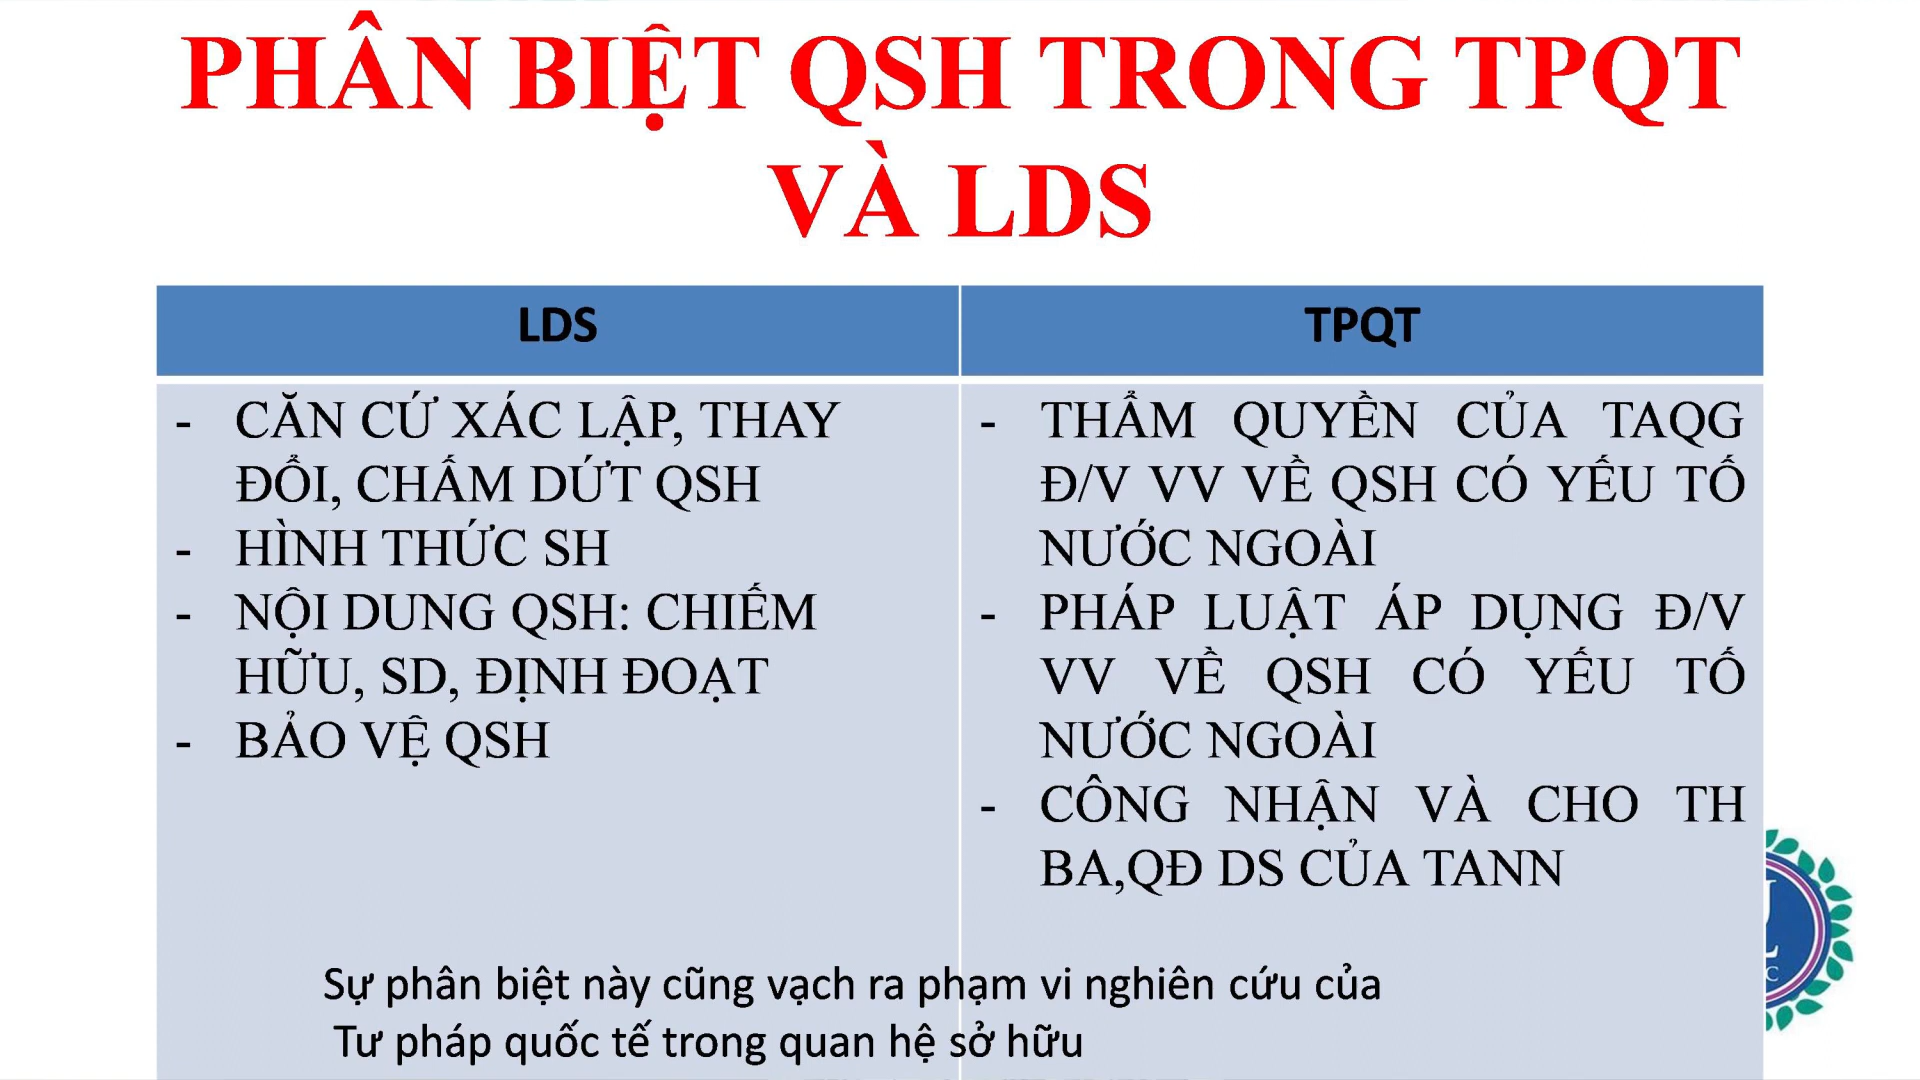 PHÂN BIỆT QSH TRONG TPQT
VÀ LDS
LDS
- CĂN CỨ XÁC LẬP, THAY
ĐỔI, CHẤM DỨT QSH
- HÌNH THỨC SH
- NỘI DUNG QSH: CHIẾM
HỮU, SD, ĐỊNH ĐOẠT
- BẢO VỆ QSH
TPQT
- THẨM QUYỀN CỦA TAQG
Đ/V VV VỀ QSH CÓ YẾU TỐ
NƯỚC NGOÀI
- PHÁP LUẬT ÁP DỤNG Đ/V
VV VỀ QSH CÓ YẾU TỐ
NƯỚC NGOÀI
- CÔNG NHẬN VÀ CHO TH
BA,QĐ DS CỦA TANN
Sự phân biệt này cũng vạch ra phạm vi nghiên cứu của
Tư pháp quốc tế trong quan hệ sở hữu